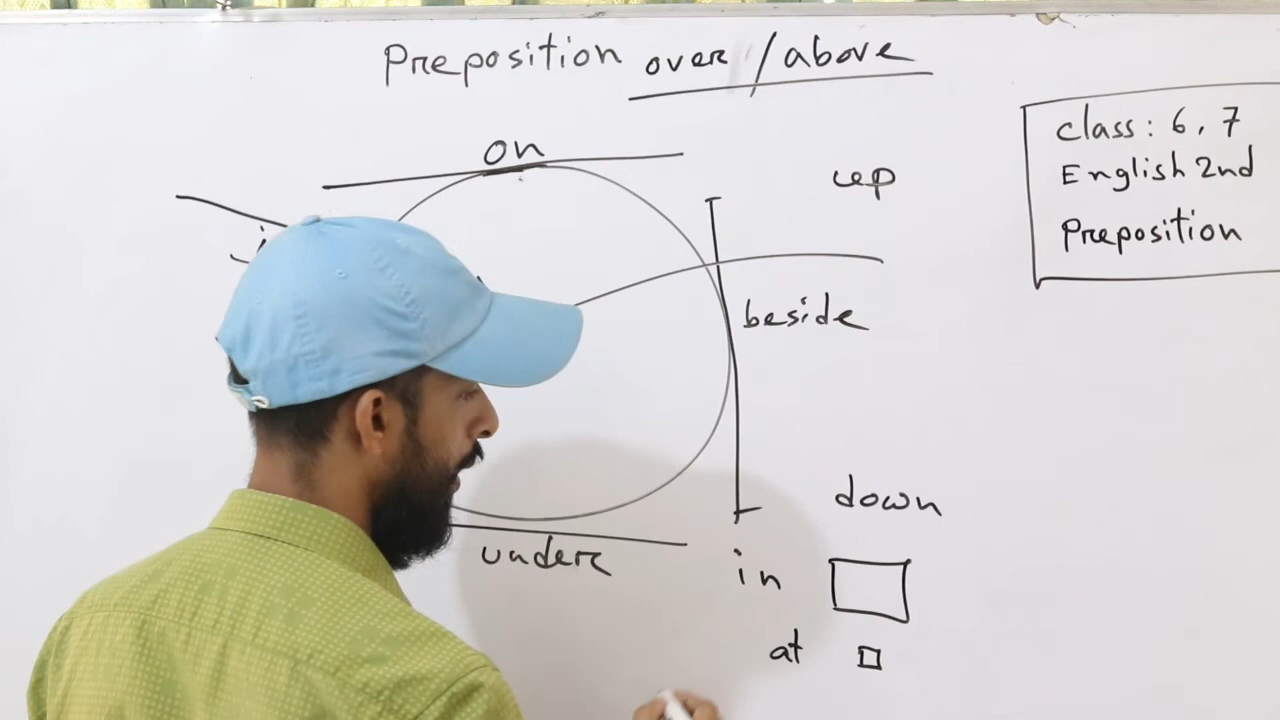 Preposition over / above
class: 6, 7
English 2nd
Preposition
on
up
beside
down
under
in
at